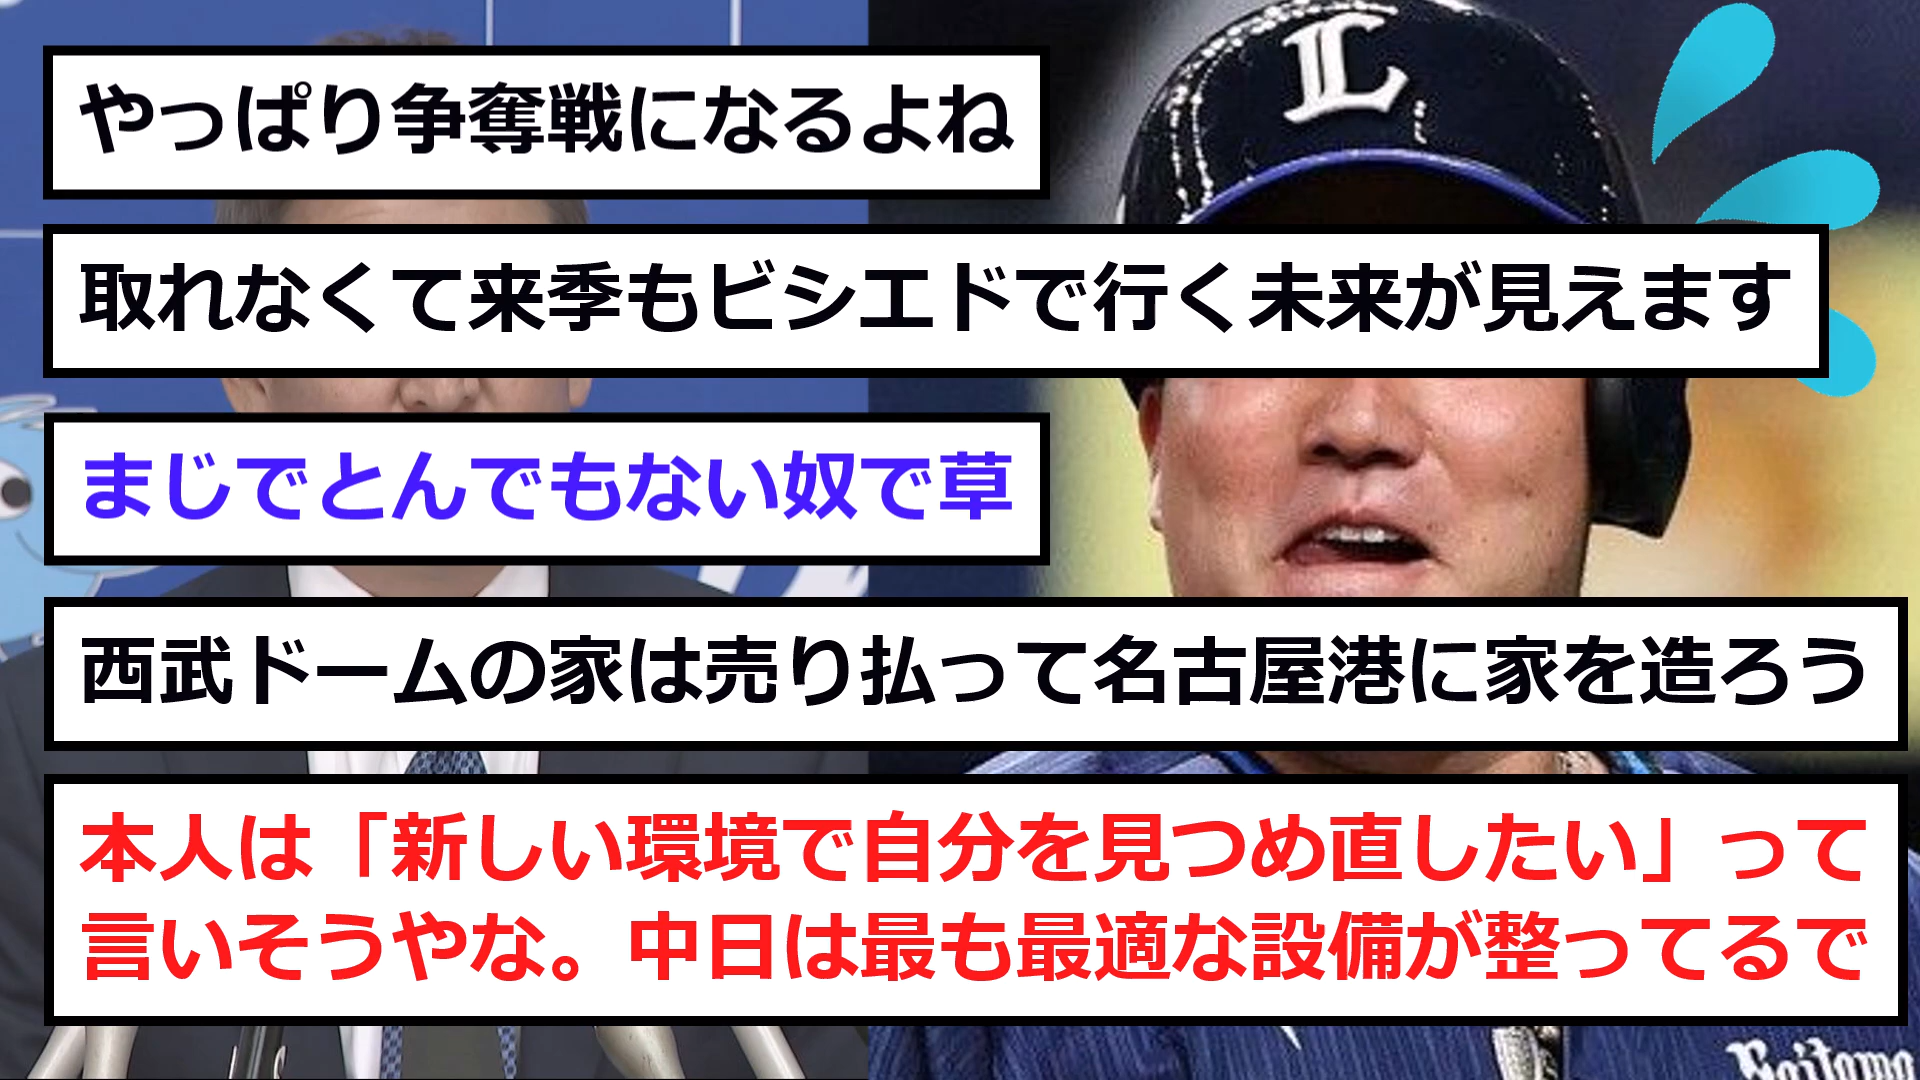 L
やっぱり争奪戦になるよね
取れなくて来季もビシエドで行く未来が見えます
まじでとんでもない奴で草
西武ドームの家は売り払って名古屋港に家を造ろう
本人は「新しい環境で自分を見つめ直したい」って
言いそうやな。中日は最も最適な設備が整ってるで
Saitama